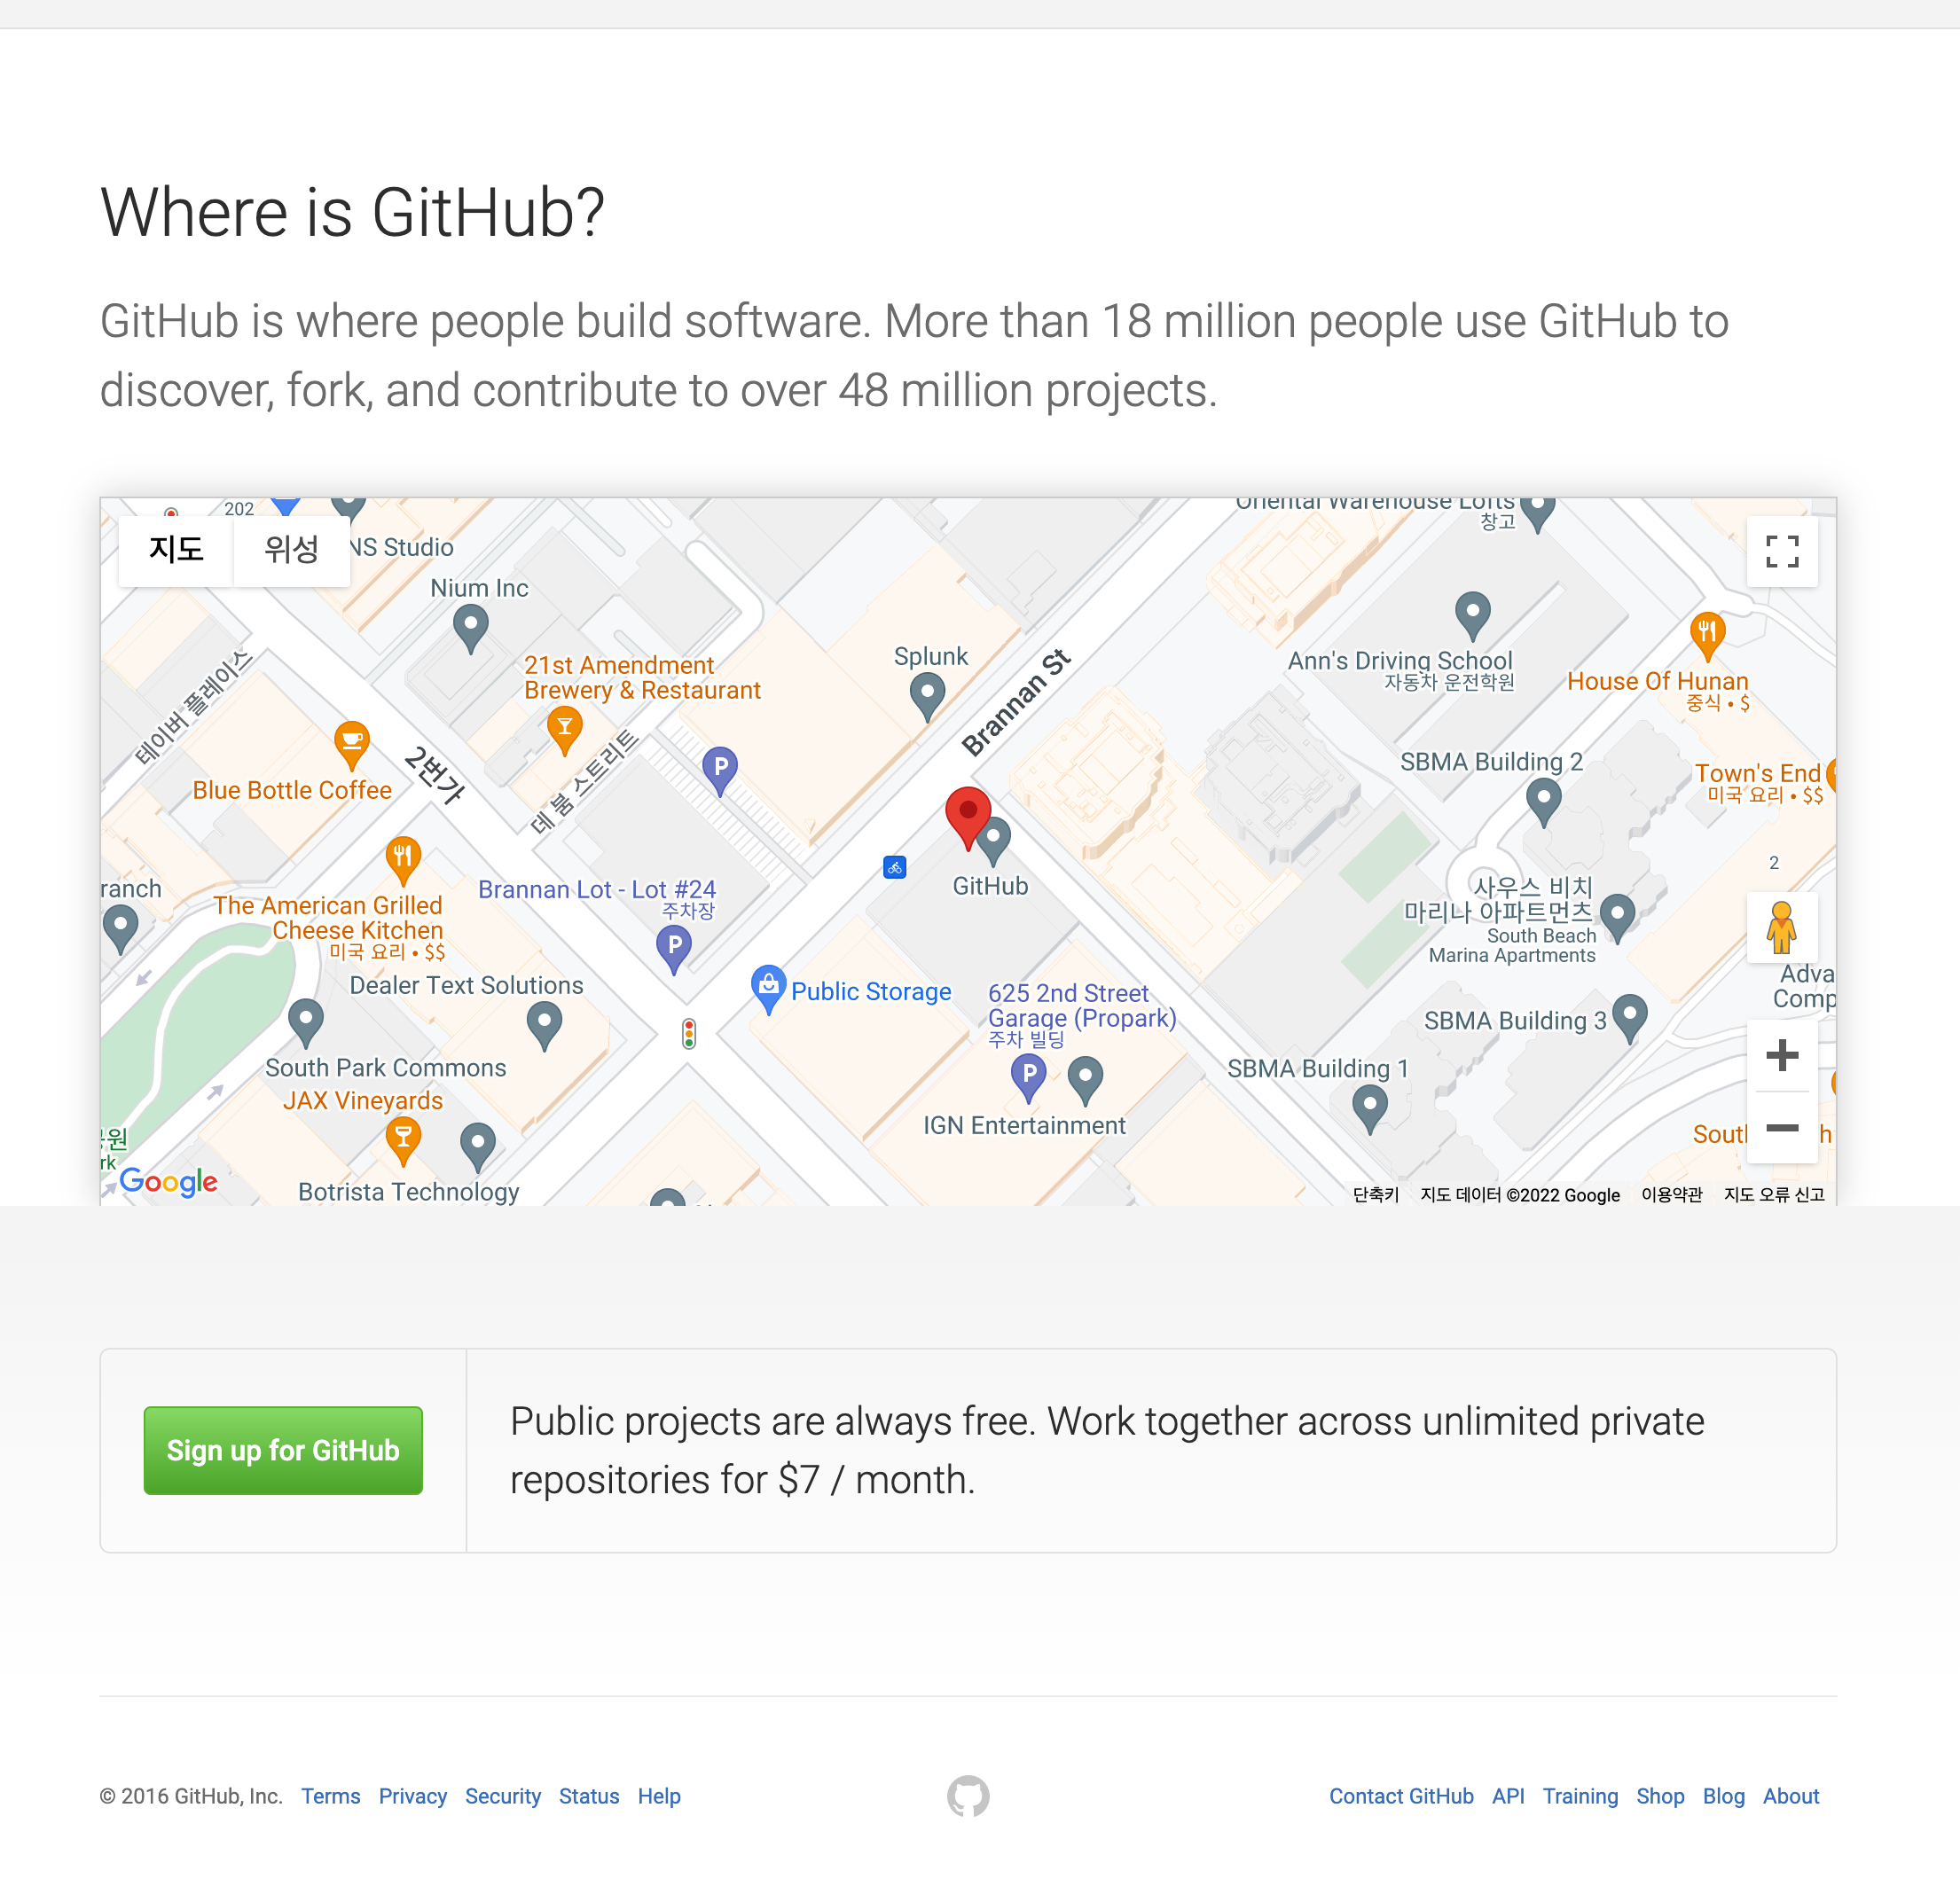 Where is GitHub?
GitHub is where people build software. More than 18 million people use GitHub to
discover, fork, and contribute to over 48 million projects.
202
Oriental Warehouse Lofts
창고
지도
위성
NS Studio
Nium Inc
21st Amendment
Brewery & Restaurant
Splunk
Brannan St
Ann's Driving School
자동차 운전학원
House Of Hunan
중식 • $
테이버 플레이스
Blue Bottle Coffee
2번가
데 붐 스트리트
P
SBMA Building 2
Town's End
미국 요리 • $$
2
GitHub
ranch
The American Grilled
Cheese Kitchen
미국 요리 • $$
Brannan Lot - Lot #24
주차장
P
사우스 비치
마리나 아파트먼츠
South Beach
Marina Apartments
Dealer Text Solutions
Public Storage
625 2nd Street
Garage (Propark)
주차 빌딩
P
Adva
Comp
SBMA Building 3
South Park Commons
SBMA Building 1
JAX Vineyards
IGN Entertainment
원
rk
Google
Botrista Technology
단축키
지도 데이터 ©2022 Google
이용약관
지도 오류 신고
Sign up for GitHub
Public projects are always free. Work together across unlimited private
repositories for $7 / month.
© 2016 GitHub, Inc. Terms Privacy Security Status Help
Contact GitHub API Training Shop Blog About